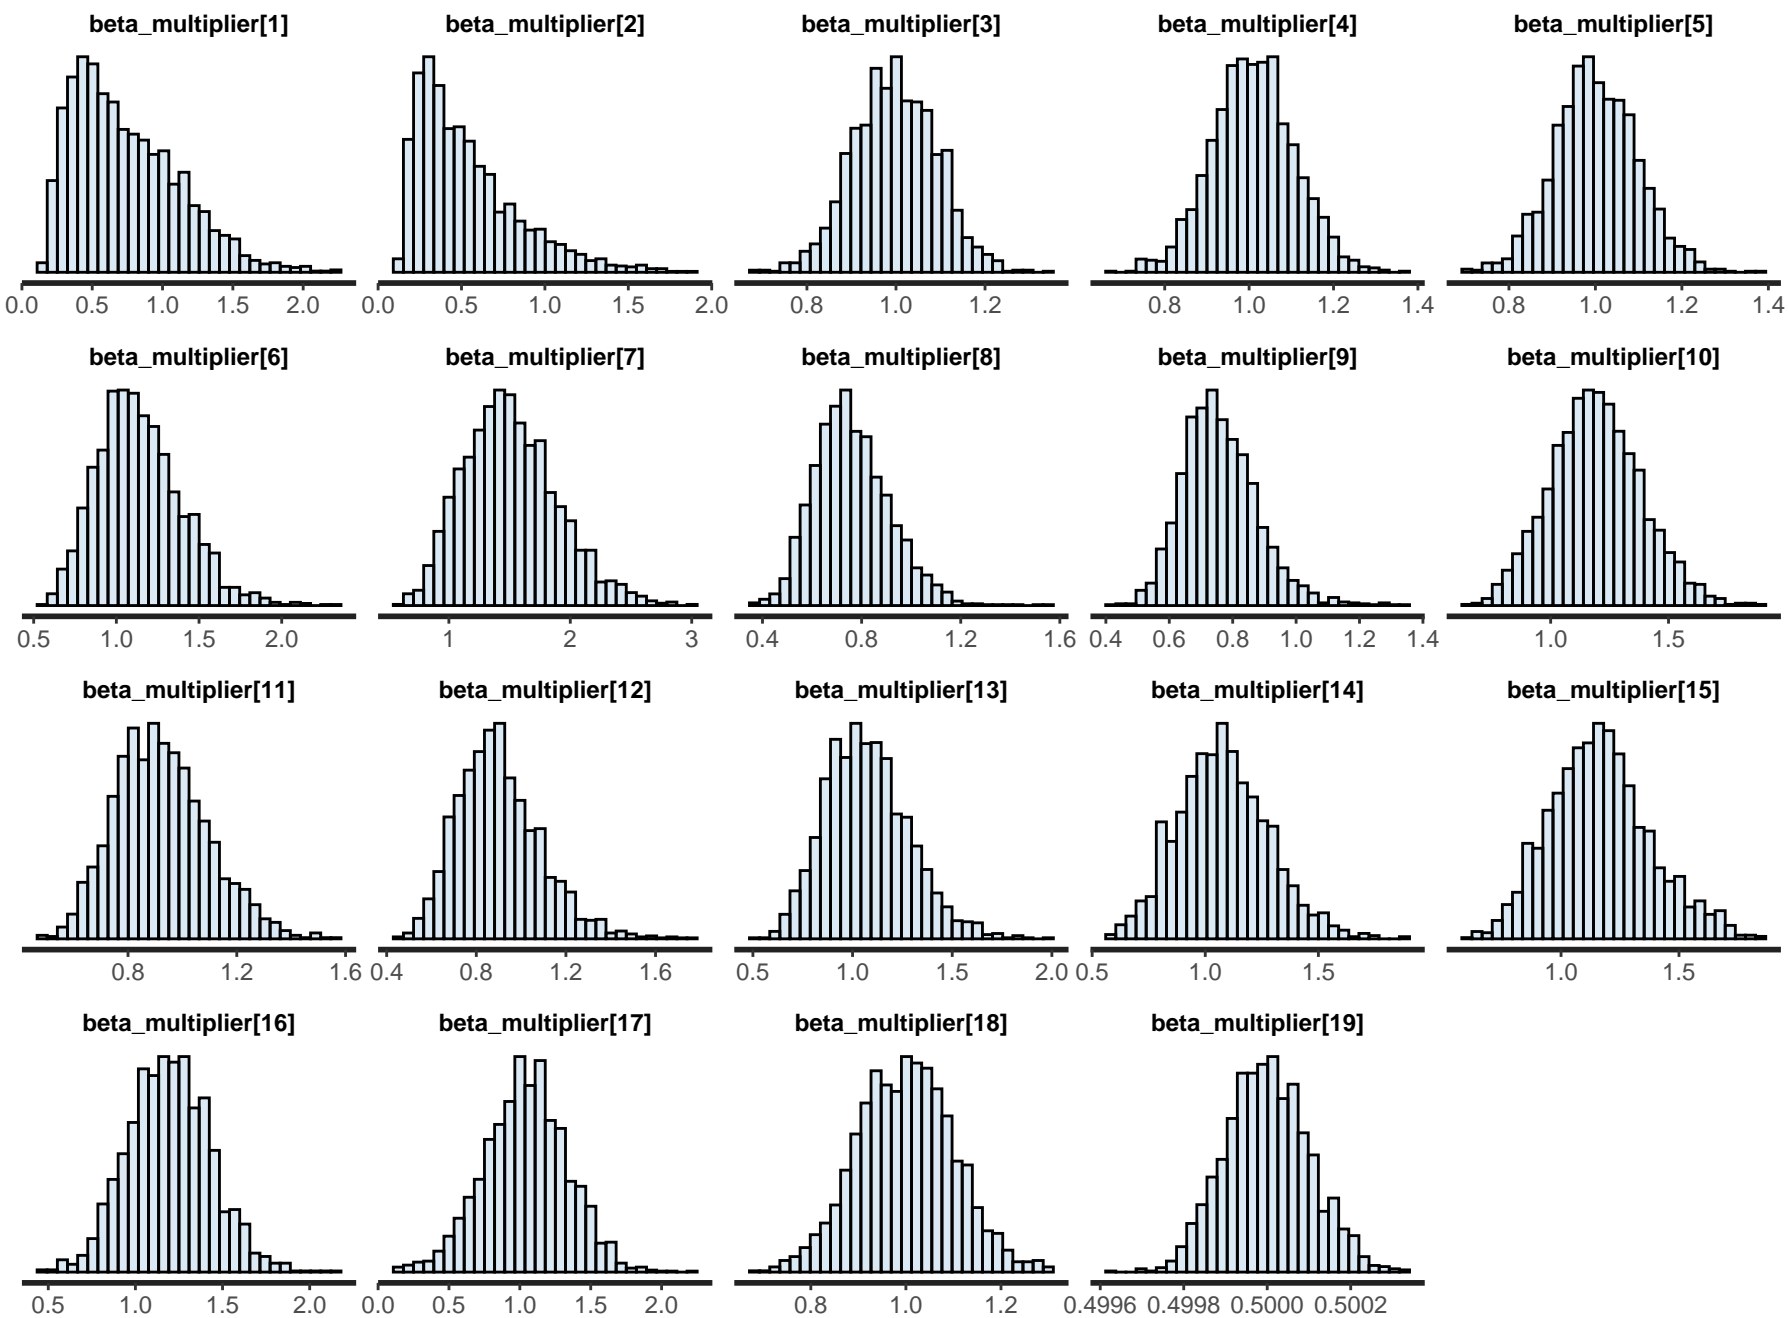 beta_multiplier[1] beta_multiplier[2] beta_multiplier[3] beta_multiplier[4] beta_multiplier[5]
0.0 0.5 1.0 1.5 2.0 0.0 0.5 1.0 1.5 2.0 0.8 1.0 1.2 0.8 1.0 1.2 1.4 0.8 1.0 1.2 1.4
beta_multiplier[6] beta_multiplier[7] beta_multiplier[8] beta_multiplier[9] beta_multiplier[10]
0.5 1.0 1.5 2.0 1 2 3 0.4 0.8 1.2 1.6 0.4 0.6 0.8 1.0 1.2 1.4 1.0 1.5
beta_multiplier[11] beta_multiplier[12] beta_multiplier[13] beta_multiplier[14] beta_multiplier[15]
0.8 1.2 1.6 0.4 0.8 1.2 1.6 0.5 1.0 1.5 2.0 0.5 1.0 1.5 1.0 1.5
beta_multiplier[16] beta_multiplier[17] beta_multiplier[18] beta_multiplier[19]
0.5 1.0 1.5 2.0 0.0 0.5 1.0 1.5 2.0 0.8 1.0 1.2 0.4996 0.4998 0.5000 0.5002